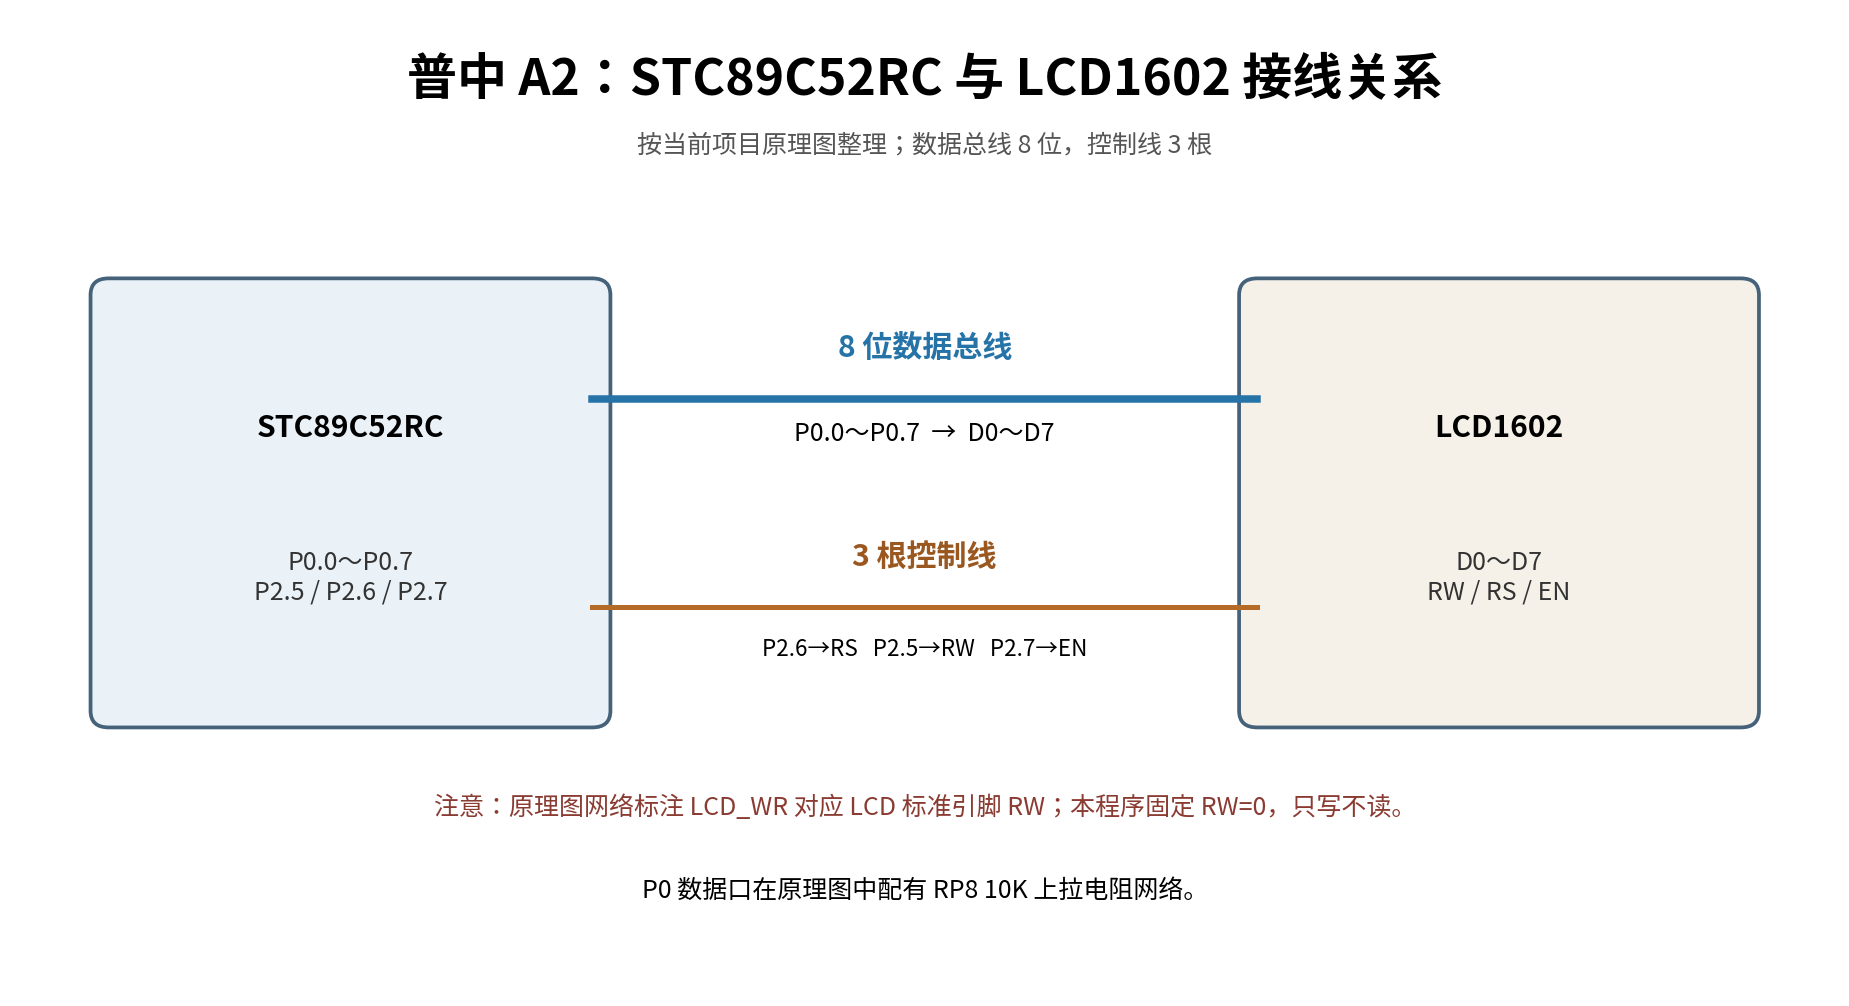 普中 A2：STC89C52RC 与 LCD1602 接线关系
按当前项目原理图整理；数据总线 8 位，控制线 3 根
8 位数据总线
STC89C52RC
P0.0～P0.7 → D0～D7
LCD1602
3 根控制线
P0.0～P0.7
P2.5 / P2.6 / P2.7
D0～D7
RW / RS / EN
P2.6→RS P2.5→RW P2.7→EN
注意：原理图网络标注 LCD_WR 对应 LCD 标准引脚 RW；本程序固定 RW=0，只写不读。
P0 数据口在原理图中配有 RP8 10K 上拉电阻网络。